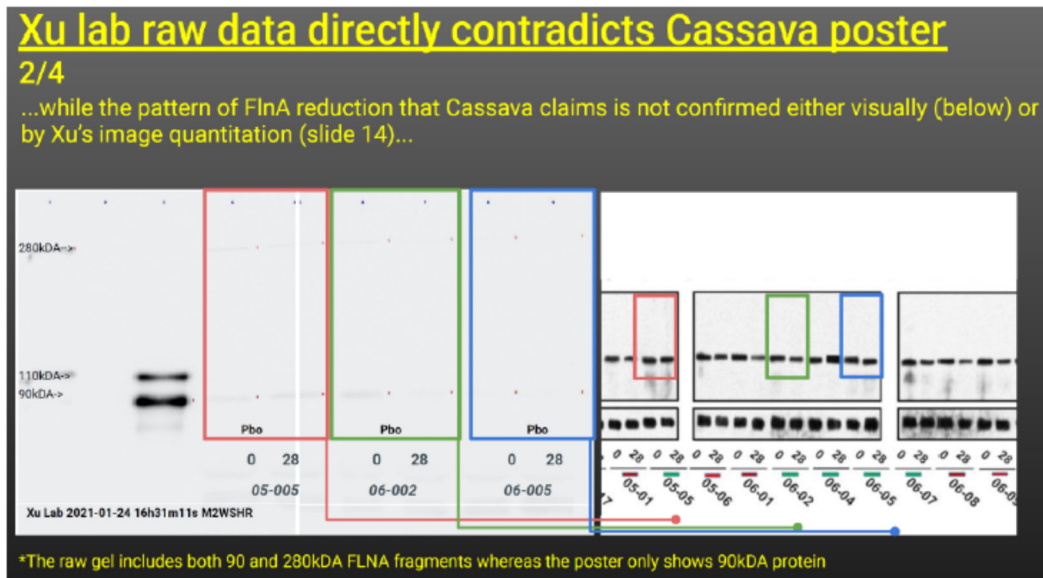 Xu lab raw data directly contradicts Cassava poster
2/4
...while the pattern of FlnA reduction that Cassava claims is not confirmed either visually (below) or
by Xu's image quantitation (slide 14)...
280kDA-->
110kDA->
90kDA->
Pbo Pbo Pbo
0 28 0 28 0 28
05-005 06-002 06-005
0 28 0 28 0 28 0 28 0 28 0 28 0 28 0 28 0 28 0 28
05-01 05-05 05-06 06-01 06-02 06-04 06-05 06-07 06-08
Xu Lab 2021-01-24 16h31m11s M2WSHR
*The raw gel includes both 90 and 280kDA FLNA fragments whereas the poster only shows 90kDA protein